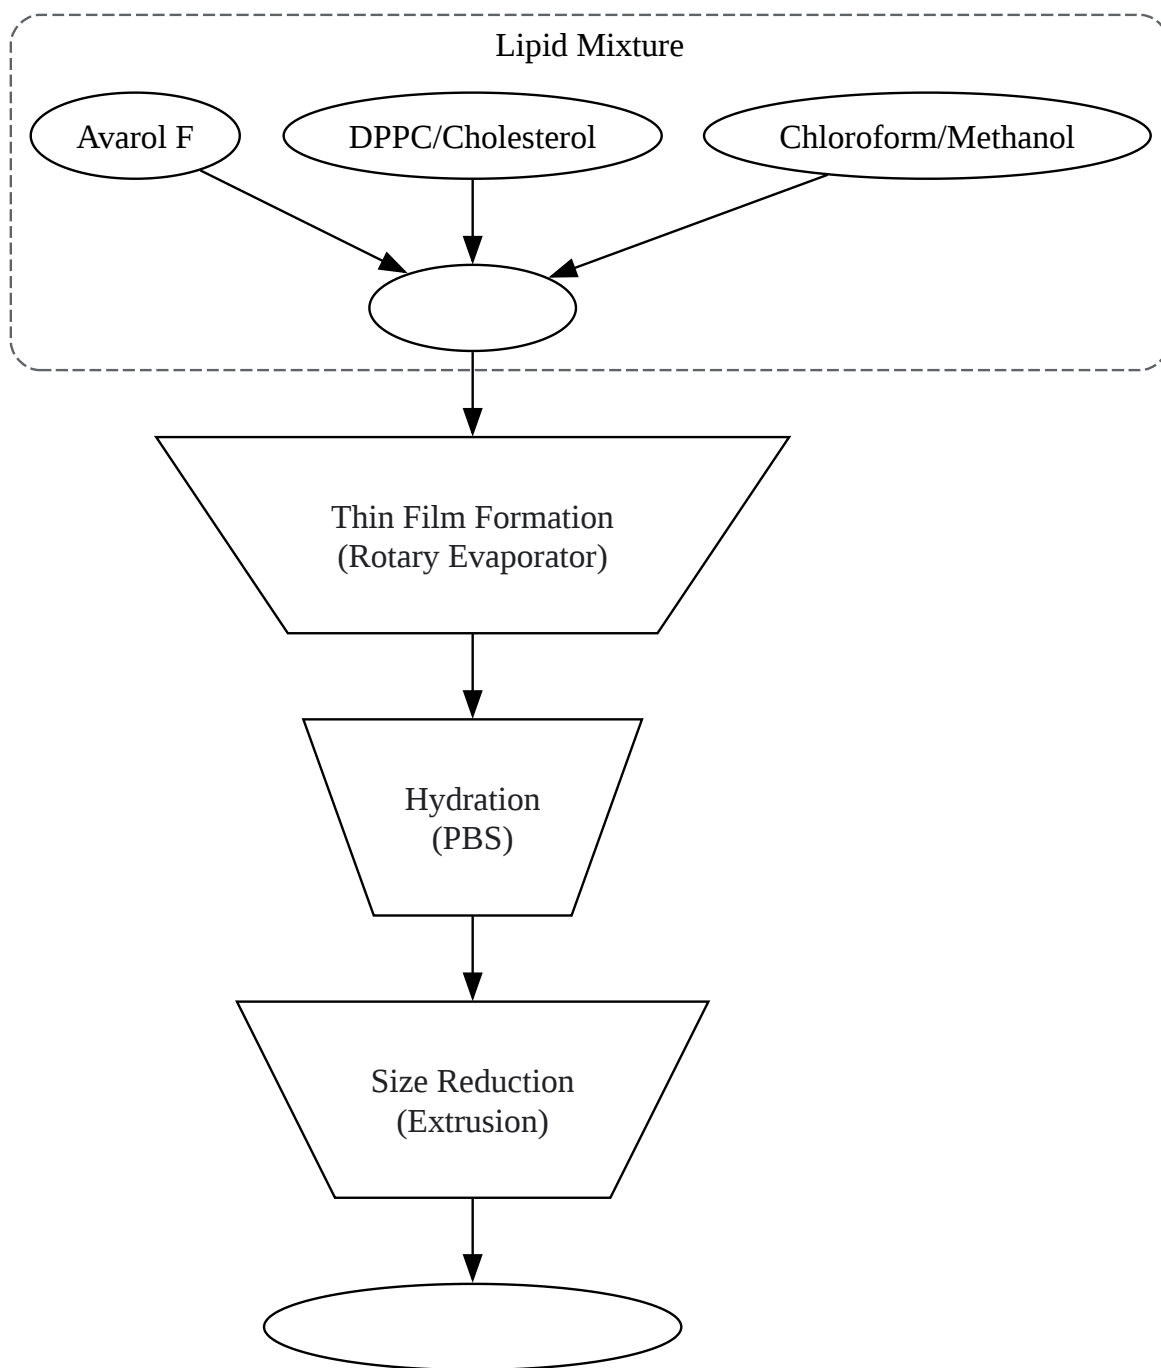 Lipid Mixture
Avarol F
DPPC/Cholesterol
Chloroform/Methanol
Thin Film Formation
(Rotary Evaporator)
Hydration
(PBS)
Size Reduction
(Extrusion)